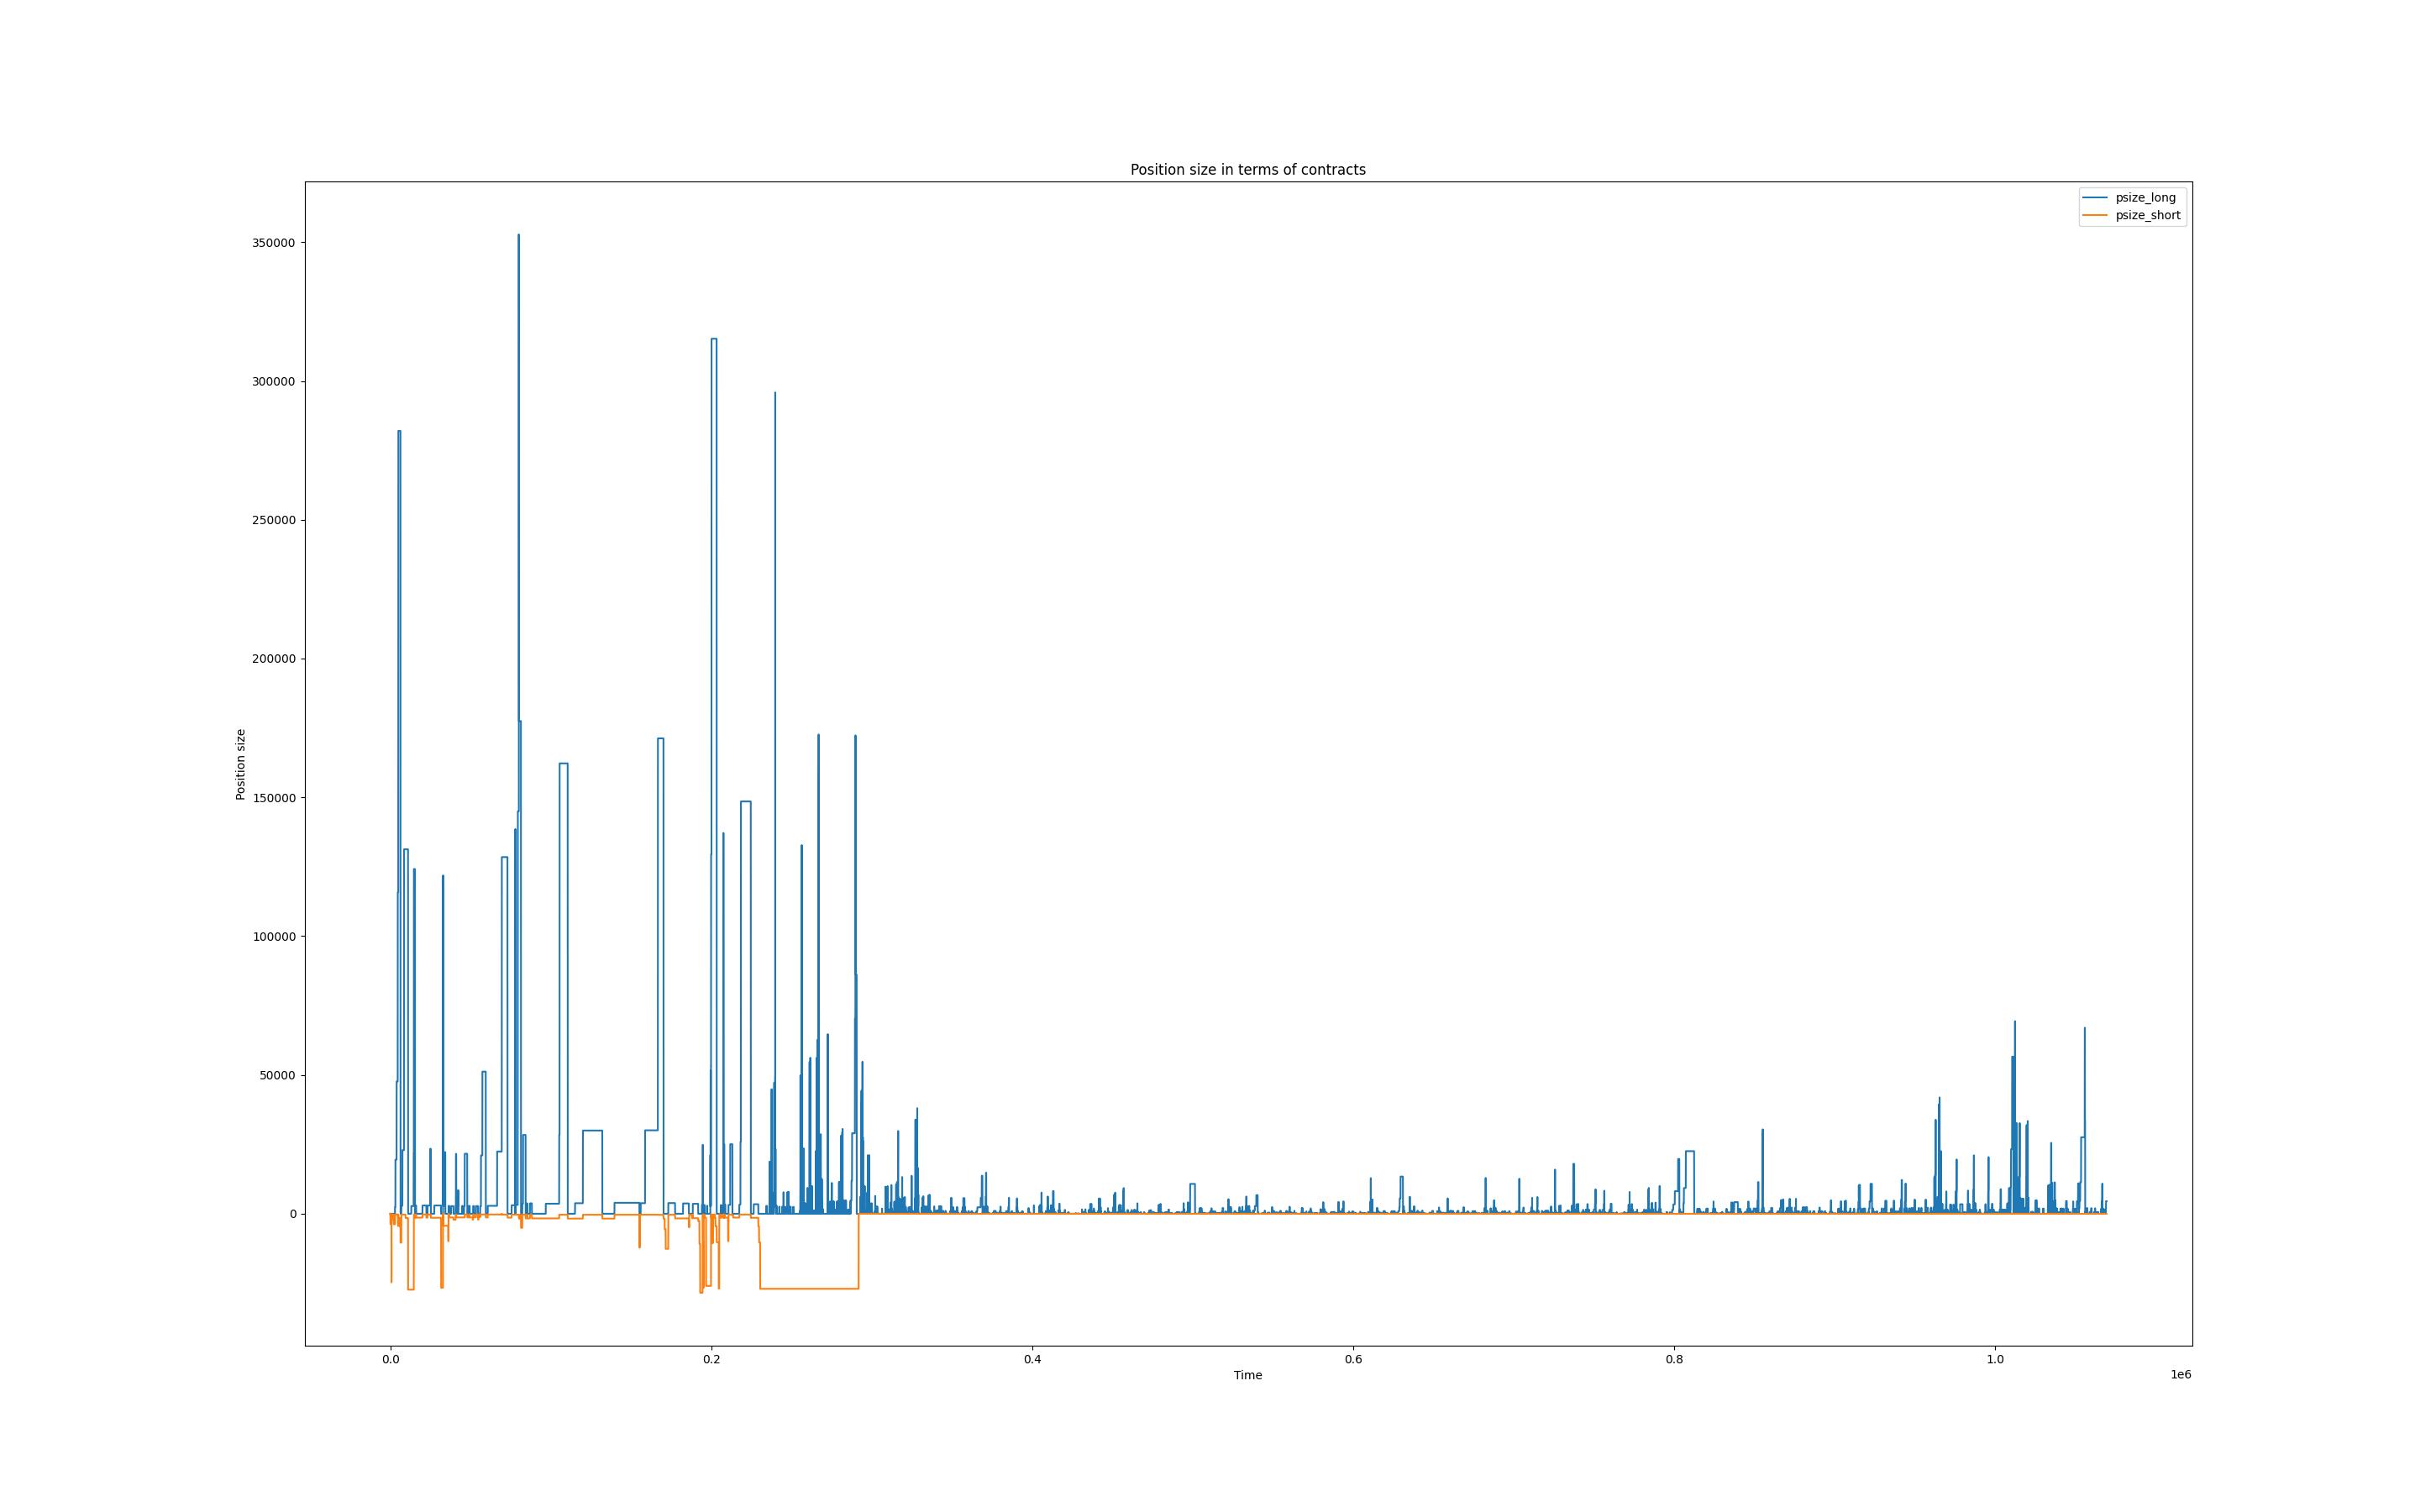 Position size in terms of contracts
psize_long
psize_short
350000
300000
250000
200000
150000
100000
50000
0
Position size
0.0 0.2 0.4 0.6 0.8 1.0
Time
1e6